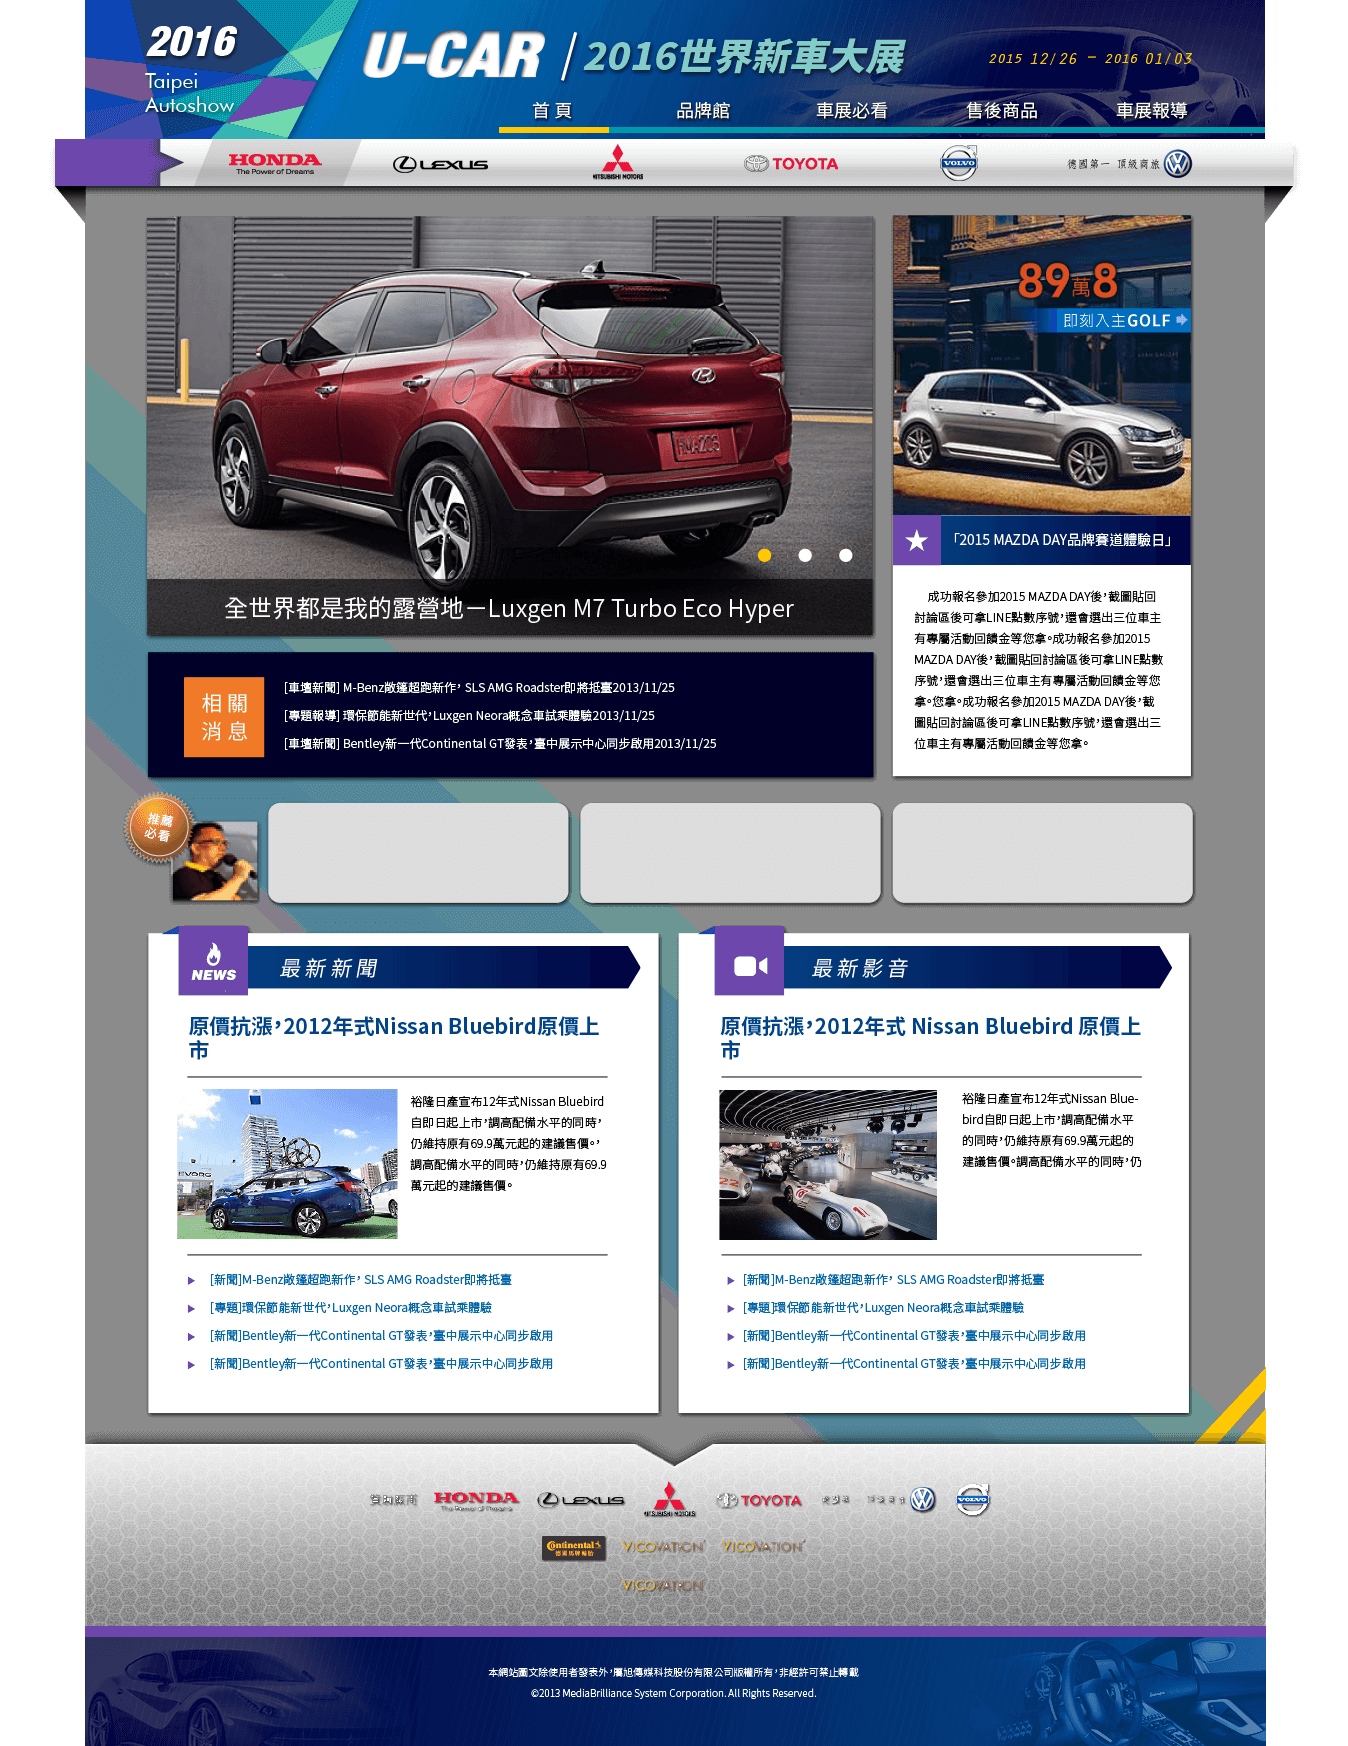 2016
Taipei
Autoshow
U-CAR / 2016世界新車大展
2015 12/26 － 2016 01/03
首 頁
品牌館
車展必看
售後商品
車展報導
HONDA
The Power of Dreams
LEXUS
MITSUBISHI MOTORS
TOYOTA
VOLVO
德國第一 頂級商旅
89萬8
即刻入主GOLF
全世界都是我的露營地－Luxgen M7 Turbo Eco Hyper
「2015 MAZDA DAY品牌賽道體驗日」
成功報名參加2015 MAZDA DAY後，截圖貼回
討論區後可拿LINE點數序號，還會選出三位車主
有專屬活動回饋金等您拿。成功報名參加2015
MAZDA DAY後，截圖貼回討論區後可拿LINE點數
序號，還會選出三位車主有專屬活動回饋金等您
拿。您拿。成功報名參加2015 MAZDA DAY後，截
圖貼回討論區後可拿LINE點數序號，還會選出三
位車主有專屬活動回饋金等您拿。
相關
消息
[車壇新聞] M-Benz敞篷超跑新作， SLS AMG Roadster即將抵臺2013/11/25
[專題報導] 環保節能新世代，Luxgen Neora概念車試乘體驗2013/11/25
[車壇新聞] Bentley新一代Continental GT發表，臺中展示中心同步啟用2013/11/25
推薦
必看
NEWS
最新新聞
原價抗漲，2012年式Nissan Bluebird原價上
市
裕隆日產宣布12年式Nissan Bluebird
自即日起上市，調高配備水平的同時，
仍維持原有69.9萬元起的建議售價。，
調高配備水平的同時，仍維持原有69.9
萬元起的建議售價。
[新聞]M-Benz敞篷超跑新作， SLS AMG Roadster即將抵臺
[專題]環保節能新世代，Luxgen Neora概念車試乘體驗
[新聞]Bentley新一代Continental GT發表，臺中展示中心同步啟用
[新聞]Bentley新一代Continental GT發表，臺中展示中心同步啟用
最新影音
原價抗漲，2012年式 Nissan Bluebird 原價上
市
裕隆日產宣布12年式Nissan Blue-
bird自即日起上市，調高配備水平
的同時，仍維持原有69.9萬元起的
建議售價。調高配備水平的同時，仍
[新聞]M-Benz敞篷超跑新作， SLS AMG Roadster即將抵臺
[專題]環保節能新世代，Luxgen Neora概念車試乘體驗
[新聞]Bentley新一代Continental GT發表，臺中展示中心同步啟用
[新聞]Bentley新一代Continental GT發表，臺中展示中心同步啟用
HONDA
The Power of Dreams
LEXUS
MITSUBISHI MOTORS
TOYOTA
VOLVO
Continental
德國馬牌輪胎
VICOVATION
VICOVATION
VICOVATION
本網站圖文除使用者發表外，屬旭傳媒科技股份有限公司版權所有，非經許可禁止轉載
©2013 MediaBrilliance System Corporation. All Rights Reserved.